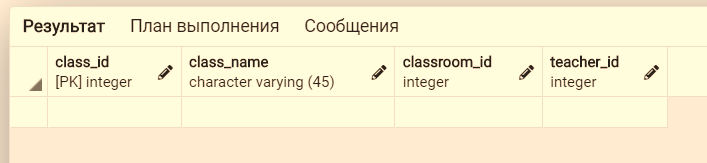 Результат План выполнения Сообщения
class_id class_name classroom_id teacher_id
[PK] integer character varying (45) integer integer